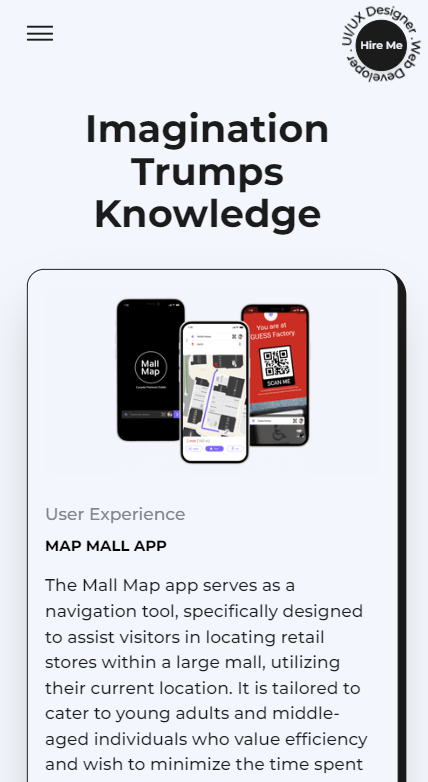 UI/UX Designer · Web Developer ·
Hire Me
Imagination
Trumps
Knowledge
Mall
Map
You are at
GUESS Factory.
SCAN ME
User Experience
MAP MALL APP
The Mall Map app serves as a
navigation tool, specifically designed
to assist visitors in locating retail
stores within a large mall, utilizing
their current location. It is tailored to
cater to young adults and middle-
aged individuals who value efficiency
and wish to minimize the time spent